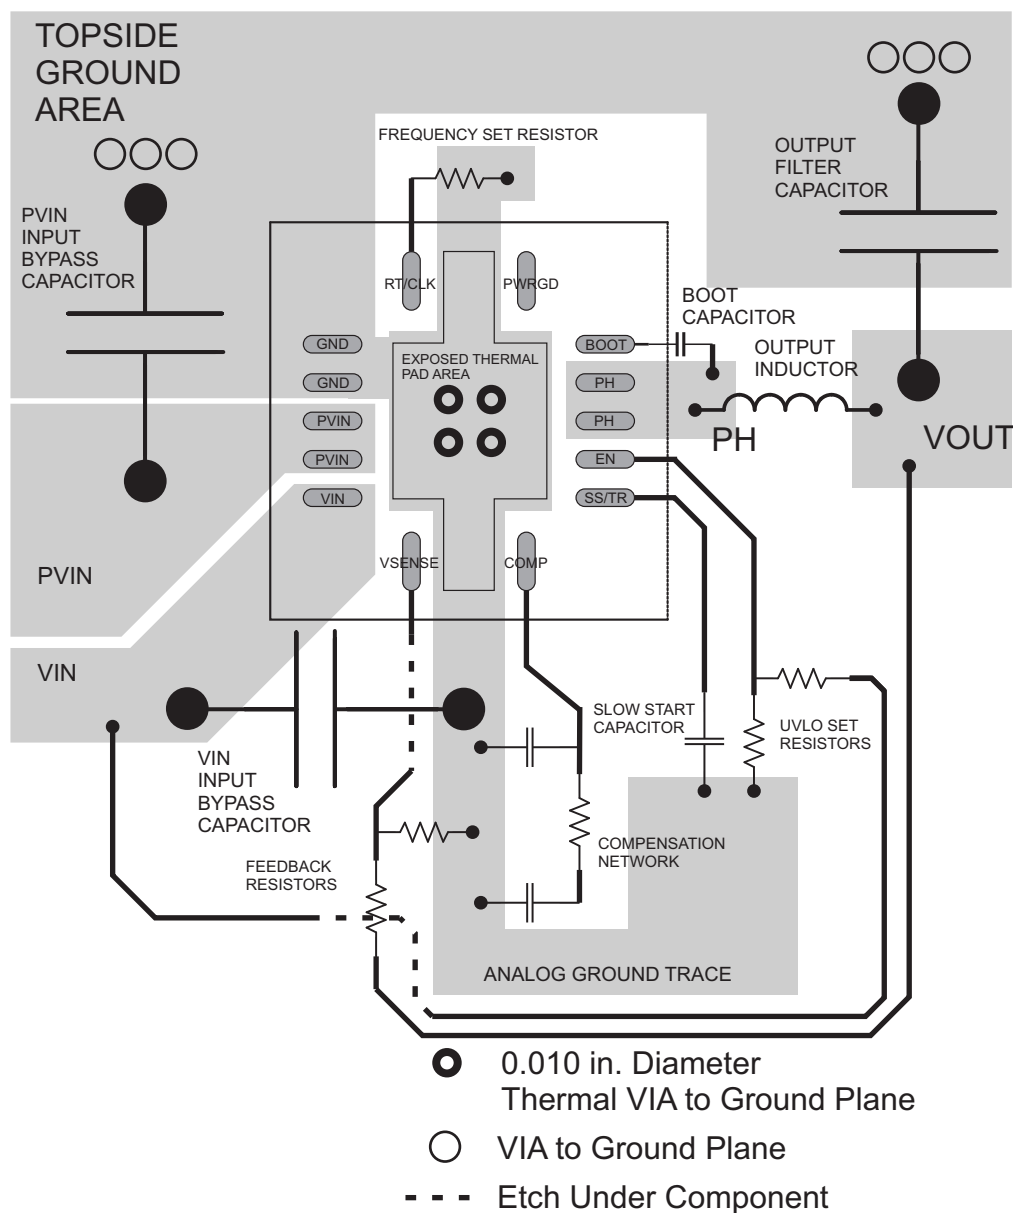 TOPSIDE
GROUND
AREA
FREQUENCY SET RESISTOR
OUTPUT
FILTER
CAPACITOR
PVIN
INPUT
BYPASS
CAPACITOR
RT/CLK
PWRGD
BOOT
CAPACITOR
GND
EXPOSED THERMAL
PAD AREA
BOOT
OUTPUT
INDUCTOR
GND
PH
PVIN
PH
PH
VOUT
PVIN
EN
VIN
SS/TR
VSENSE
COMP
PVIN
VIN
SLOW START
CAPACITOR
UVLO SET
RESISTORS
VIN
INPUT
BYPASS
CAPACITOR
COMPENSATION
NETWORK
FEEDBACK
RESISTORS
ANALOG GROUND TRACE
0.010 in. Diameter
Thermal VIA to Ground Plane
VIA to Ground Plane
Etch Under Component